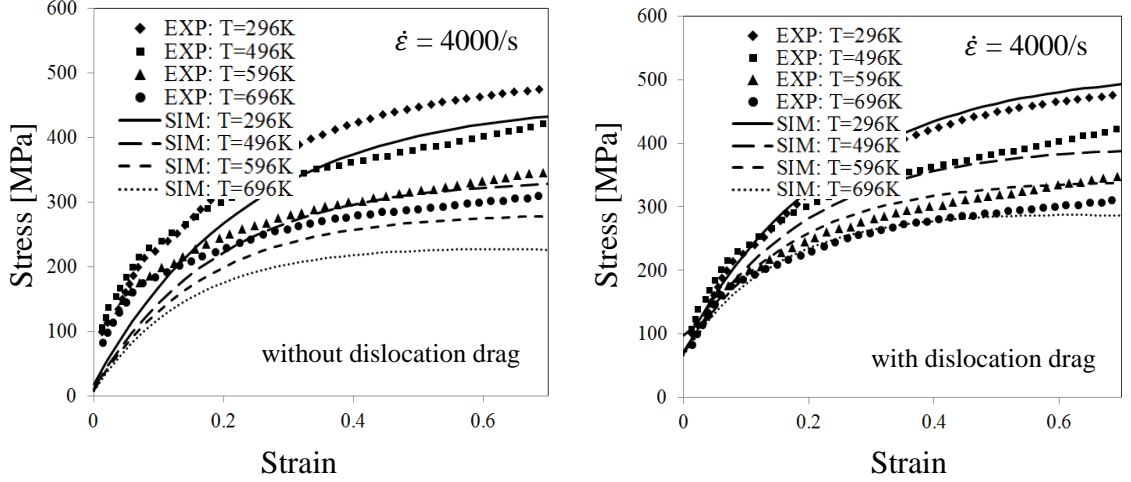 600
500
400
300
200
100
0
Stress [MPa]
EXP: T=296K
EXP: T=496K
EXP: T=596K
EXP: T=696K
SIM: T=296K
SIM: T=496K
SIM: T=596K
SIM: T=696K
ε̇ = 4000/s
without dislocation drag
0
0.2
0.4
0.6
Strain
600
500
400
300
200
100
0
Stress [MPa]
EXP: T=296K
EXP: T=496K
EXP: T=596K
EXP: T=696K
SIM: T=296K
SIM: T=496K
SIM: T=596K
SIM: T=696K
ε̇ = 4000/s
with dislocation drag
0
0.2
0.4
0.6
Strain